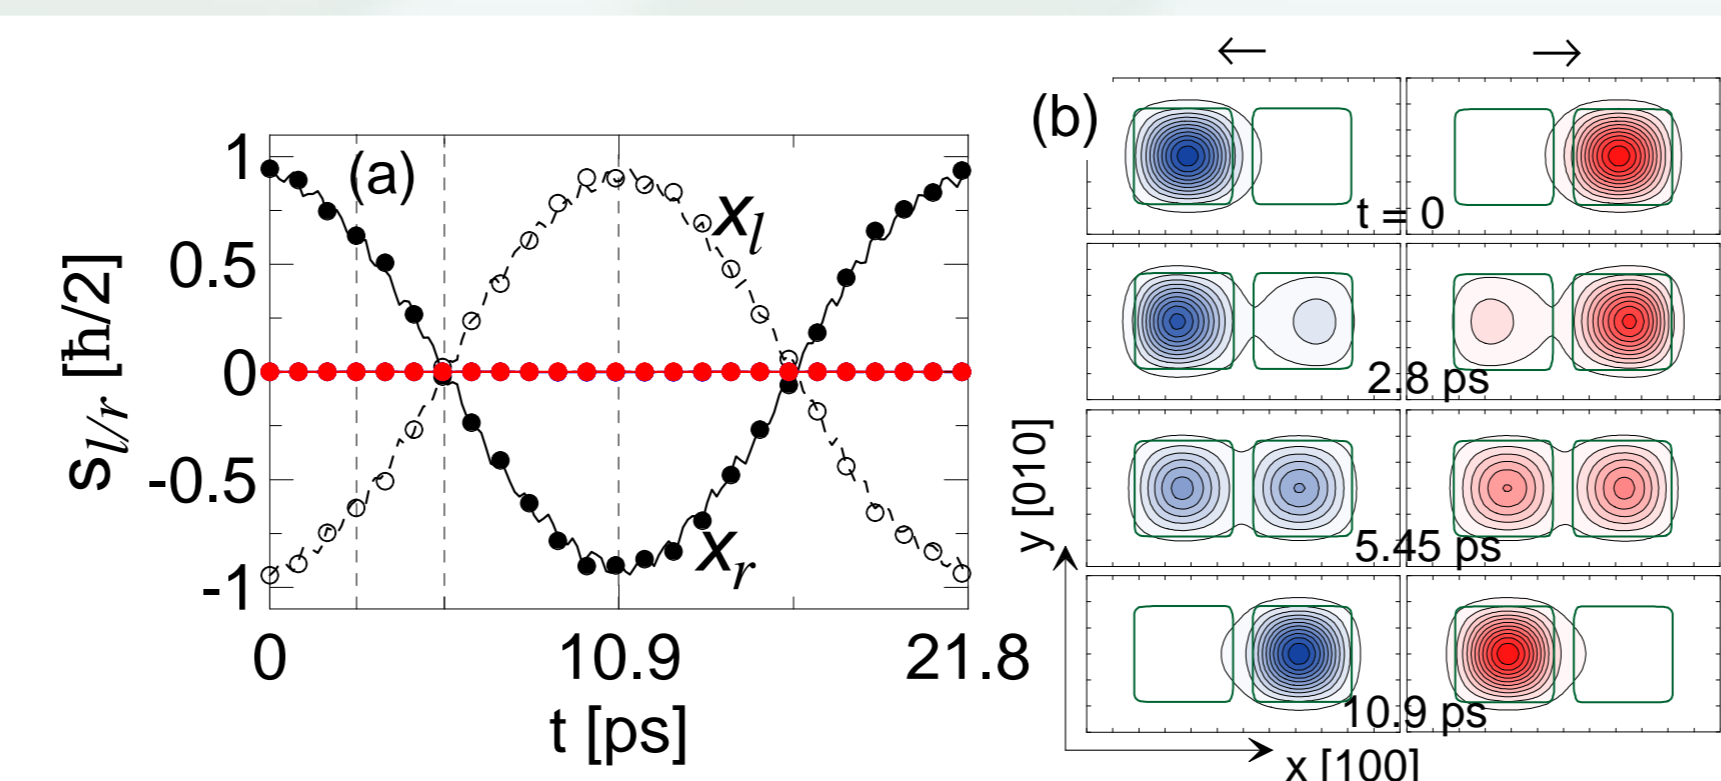 (a)
1
0.5
0
-0.5
-1
s_{l/r} [ħ/2]
x_l
x_r
0 10.9 21.8
t [ps]
(b)
← →
t = 0
2.8 ps
5.45 ps
10.9 ps
y [010]
x [100]